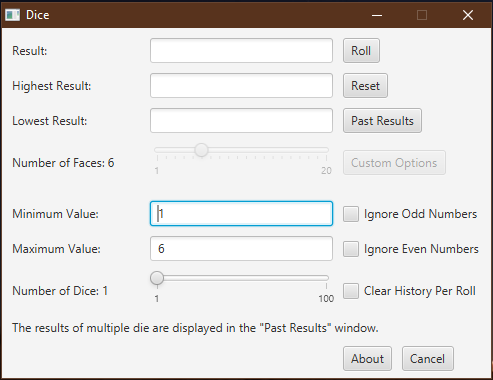 Dice
Result: Roll
Highest Result: Reset
Lowest Result: Past Results
Number of Faces: 6 Custom Options
1 20
Minimum Value: 1 Ignore Odd Numbers
Maximum Value: 6 Ignore Even Numbers
Number of Dice: 1 Clear History Per Roll
1 100
The results of multiple die are displayed in the "Past Results" window.
About Cancel